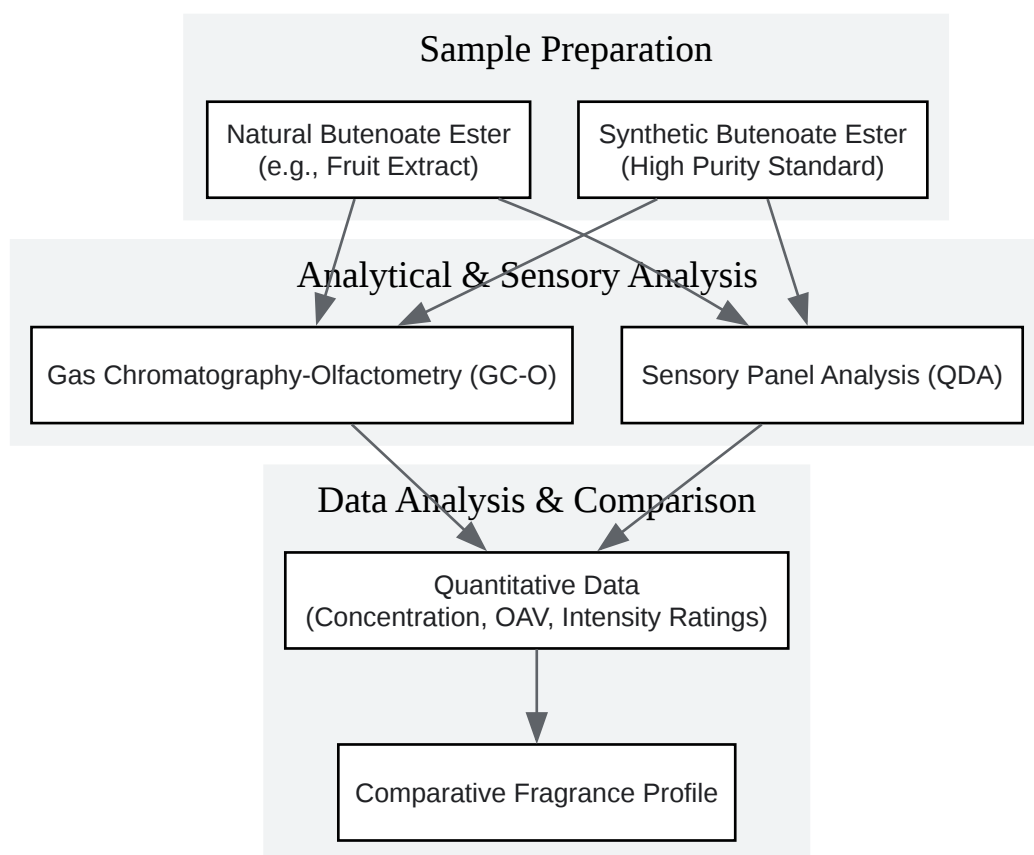 Sample Preparation
Natural Butenoate Ester
(e.g., Fruit Extract)
Synthetic Butenoate Ester
(High Purity Standard)
Analytical & Sensory Analysis
Gas Chromatography-Olfactometry (GC-O)
Sensory Panel Analysis (QDA)
Data Analysis & Comparison
Quantitative Data
(Concentration, OAV, Intensity Ratings)
Comparative Fragrance Profile